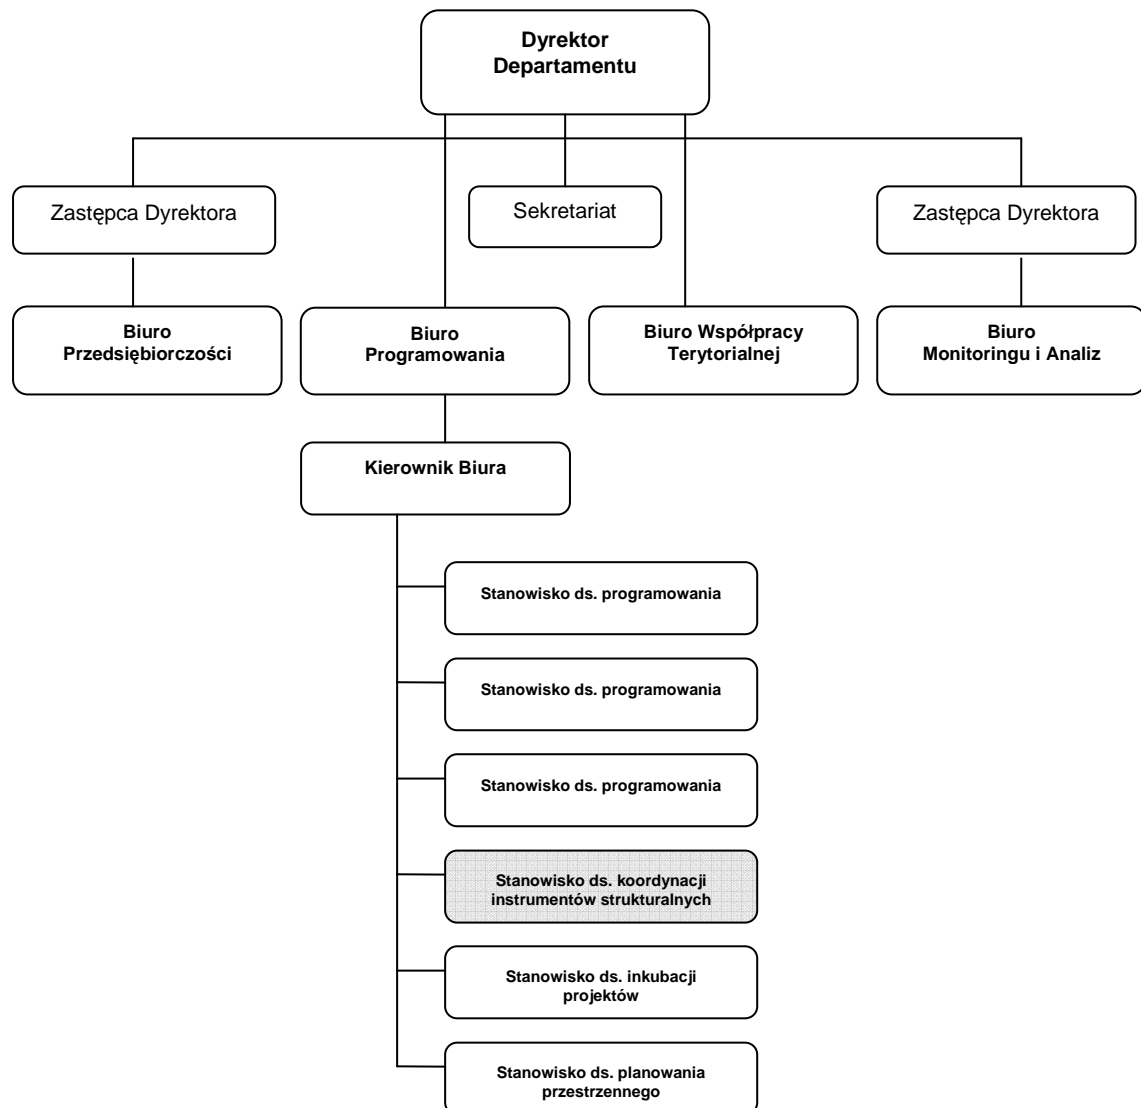 Dyrektor
Departamentu
Zastępca Dyrektora
Sekretariat
Zastępca Dyrektora
Biuro
Przedsiębiorczości
Biuro
Programowania
Biuro Współpracy
Terytorialnej
Biuro
Monitoringu i Analiz
Kierownik Biura
Stanowisko ds. programowania
Stanowisko ds. programowania
Stanowisko ds. programowania
Stanowisko ds. koordynacji
instrumentów strukturalnych
Stanowisko ds. inkubacji
projektów
Stanowisko ds. planowania
przestrzennego